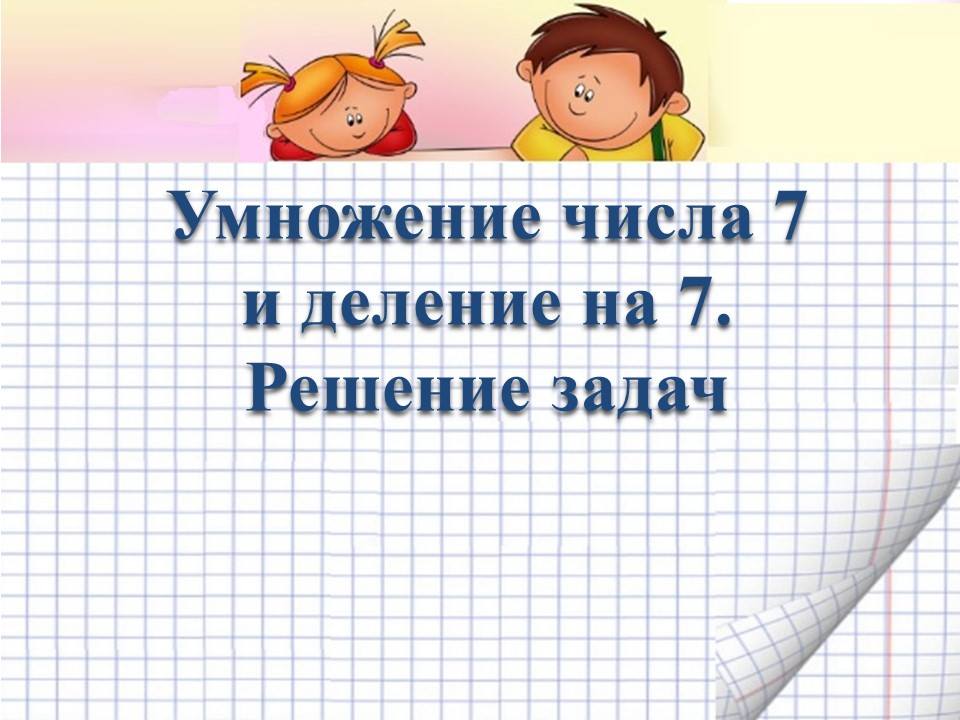 Умножение числа 7
и деление на 7.
Решение задач